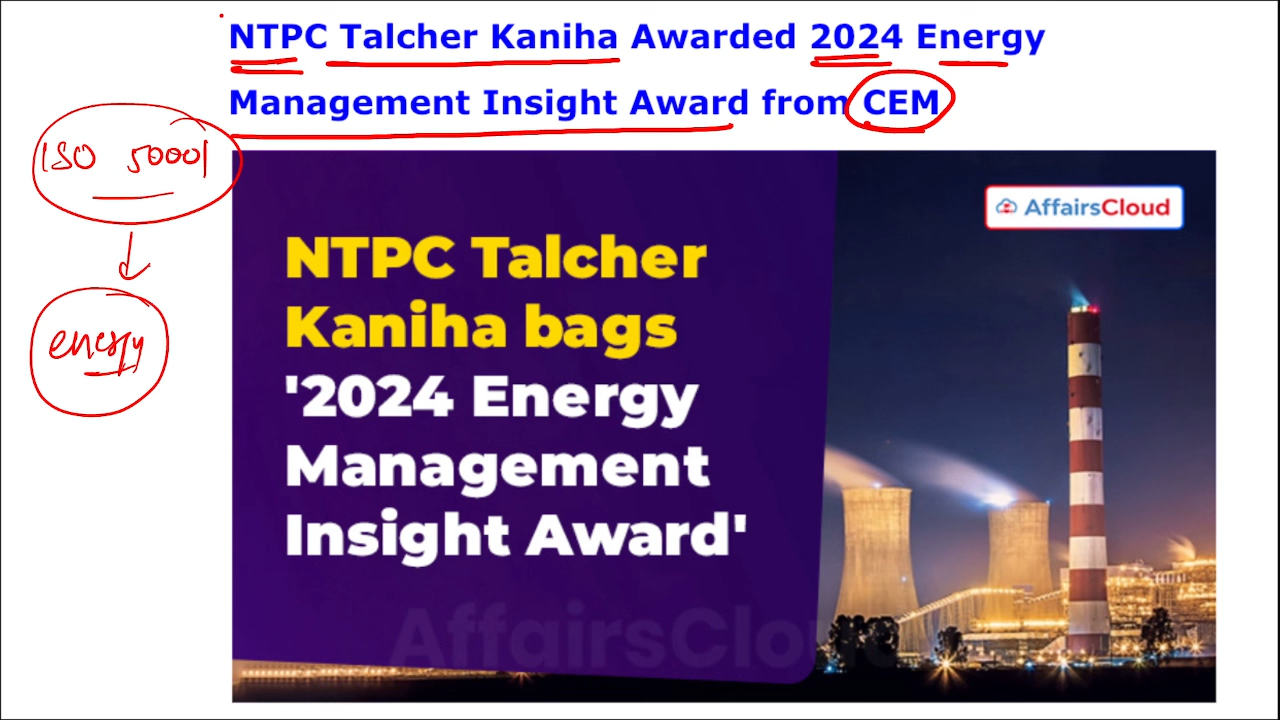 NTPC Talcher Kaniha Awarded 2024 Energy
Management Insight Award from CEM
ISO 50001
energy
AffairsCloud
NTPC Talcher
Kaniha bags
'2024 Energy
Management
Insight Award'
AffairsCloud